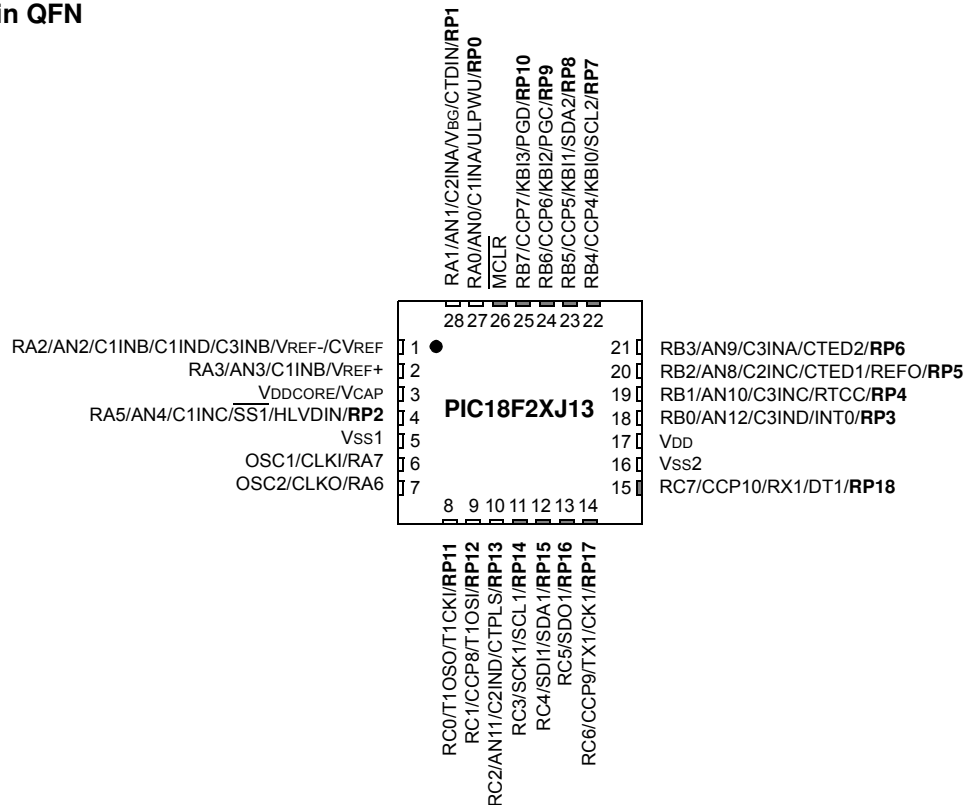 in QFN
RA1/AN1/C2INA/VBG/CTDIN/RP1
RA0/AN0/C1INA/ULPWU/RP0
MCLR
RB7/CCP7/KBI3/PGD/RP10
RB6/CCP6/KBI2/PGC/RP9
RB5/CCP5/KBI1/SDA2/RP8
RB4/CCP4/KBI0/SCL2/RP7
28 27 26 25 24 23 22
RA2/AN2/C1INB/C1IND/C3INB/VREF-/CVREF 1
RA3/AN3/C1INB/VREF+ 2
VDDCORE/VCAP 3
RA5/AN4/C1INC/SS1/HLVDIN/RP2 4
VSS1 5
OSC1/CLKI/RA7 6
OSC2/CLKO/RA6 7
PIC18F2XJ13
21 RB3/AN9/C3INA/CTED2/RP6
20 RB2/AN8/C2INC/CTED1/REFO/RP5
19 RB1/AN10/C3INC/RTCC/RP4
18 RB0/AN12/C3IND/INT0/RP3
17 VDD
16 VSS2
15 RC7/CCP10/RX1/DT1/RP18
8 9 10 11 12 13 14
RC0/T1OSO/T1CKI/RP11
RC1/CCP8/T1OSI/RP12
RC2/AN11/C2IND/CTPLS/RP13
RC3/SCK1/SCL1/RP14
RC4/SDI1/SDA1/RP15
RC5/SDO1/RP16
RC6/CCP9/TX1/CK1/RP17